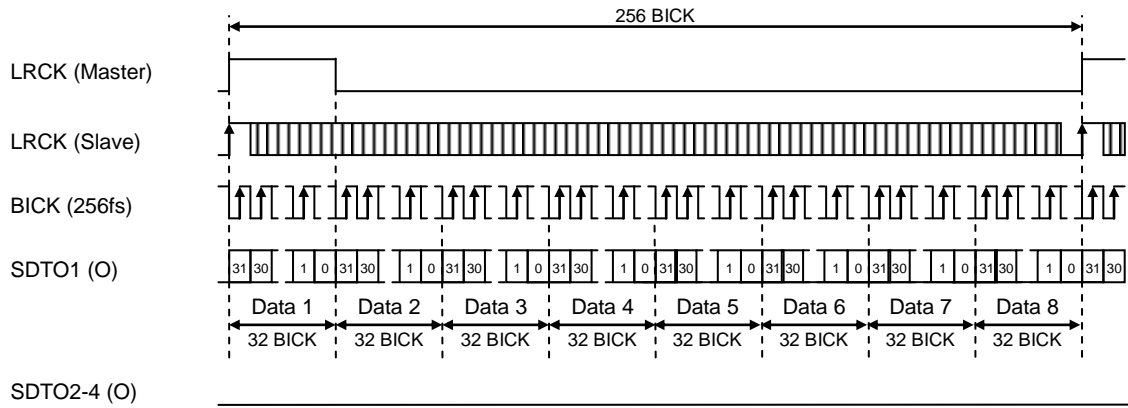 256 BICK
LRCK (Master)
LRCK (Slave)
BICK (256fs)
SDTO1 (O) 31 30 1 0 31 30 1 0 31 30 1 0 31 30 1 0 31 30 1 0 31 30 1 0 31 30 1 0 31 30 1 0 31 30
Data 1 Data 2 Data 3 Data 4 Data 5 Data 6 Data 7 Data 8
32 BICK 32 BICK 32 BICK 32 BICK 32 BICK 32 BICK 32 BICK 32 BICK
SDTO2-4 (O)